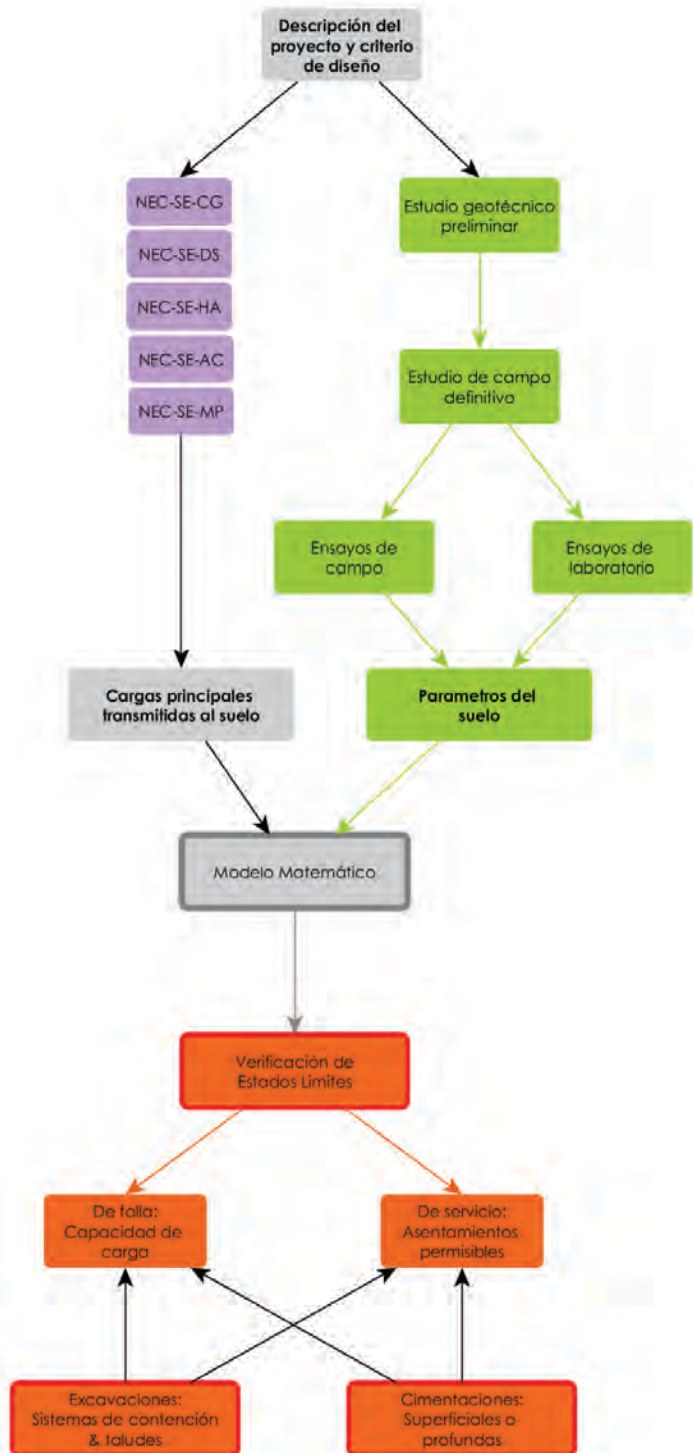 Descripción del
proyecto y criterio
de diseño
NEC-SE-CG
NEC-SE-DS
NEC-SE-HA
NEC-SE-AC
NEC-SE-MP
Estudio geotécnico
preliminar
Estudio de campo
definitivo
Ensayos de
campo
Ensayos de
laboratorio
Cargas principales
transmitidas al suelo
Parametros del
suelo
Modelo Matemático
Verificación de
Estados Limites
De falla:
Capacidad de
carga
De servicio:
Asentamientos
permisibles
Excavaciones:
Sistemas de contención
& taludes
Cimentaciones:
Superficiales o
profundas